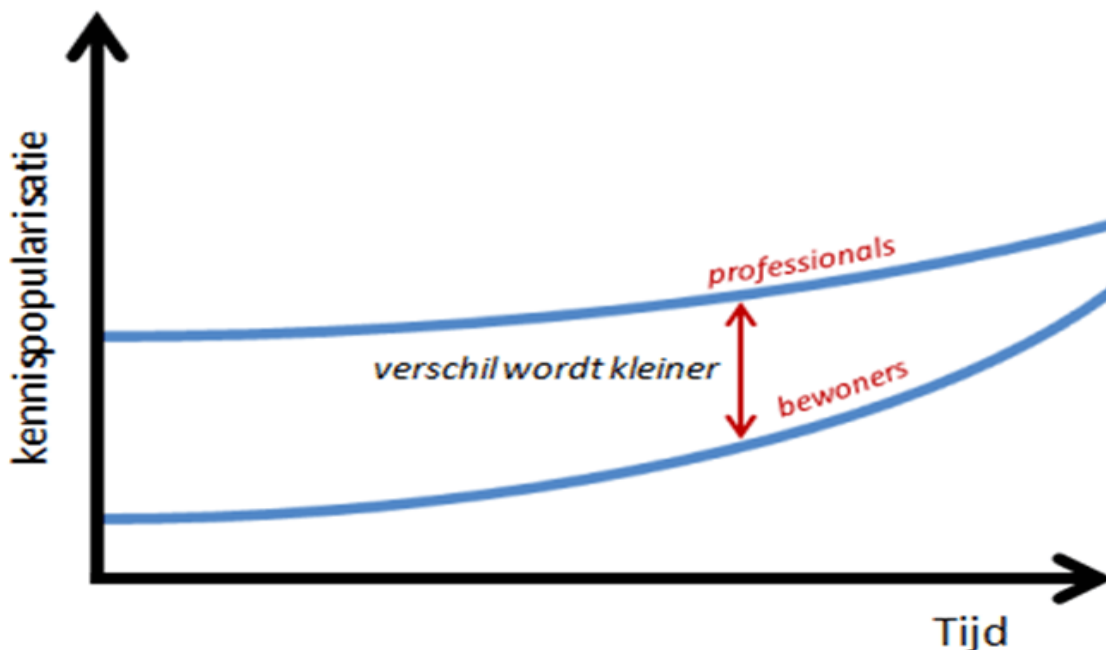 kennispopularisatie
professionals
verschil wordt kleiner
bewoners
Tijd